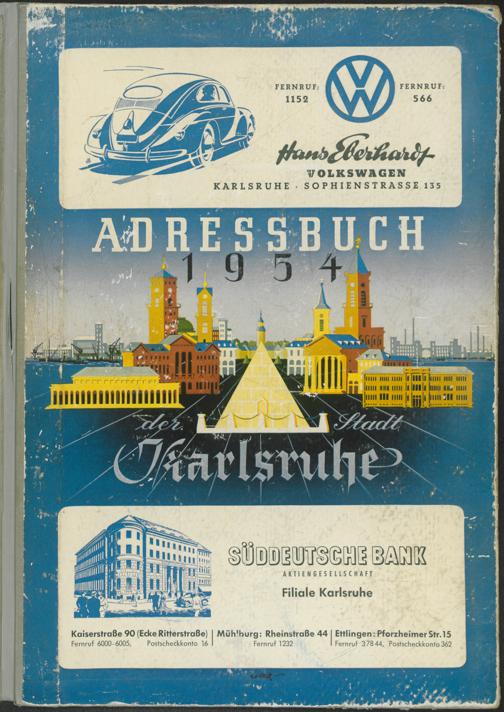 FERNRUF: FERNRUF:
1152 566
VW
Hans Eberhardt
VOLKSWAGEN
KARLSRUHE · SOPHIENSTRASSE 135
ADRESSBUCH
1954
der Stadt
Karlsruhe
SÜDDEUTSCHE BANK
AKTIENGESELLSCHAFT
Filiale Karlsruhe
Kaiserstraße 90 (Ecke Ritterstraße) | Mühlburg: Rheinstraße 44 | Ettlingen: Pforzheimer Str. 15
Fernruf 6000-6005, Postscheckkonto 16 | Fernruf 1232 | Fernruf 37844, Postscheckkonto 362